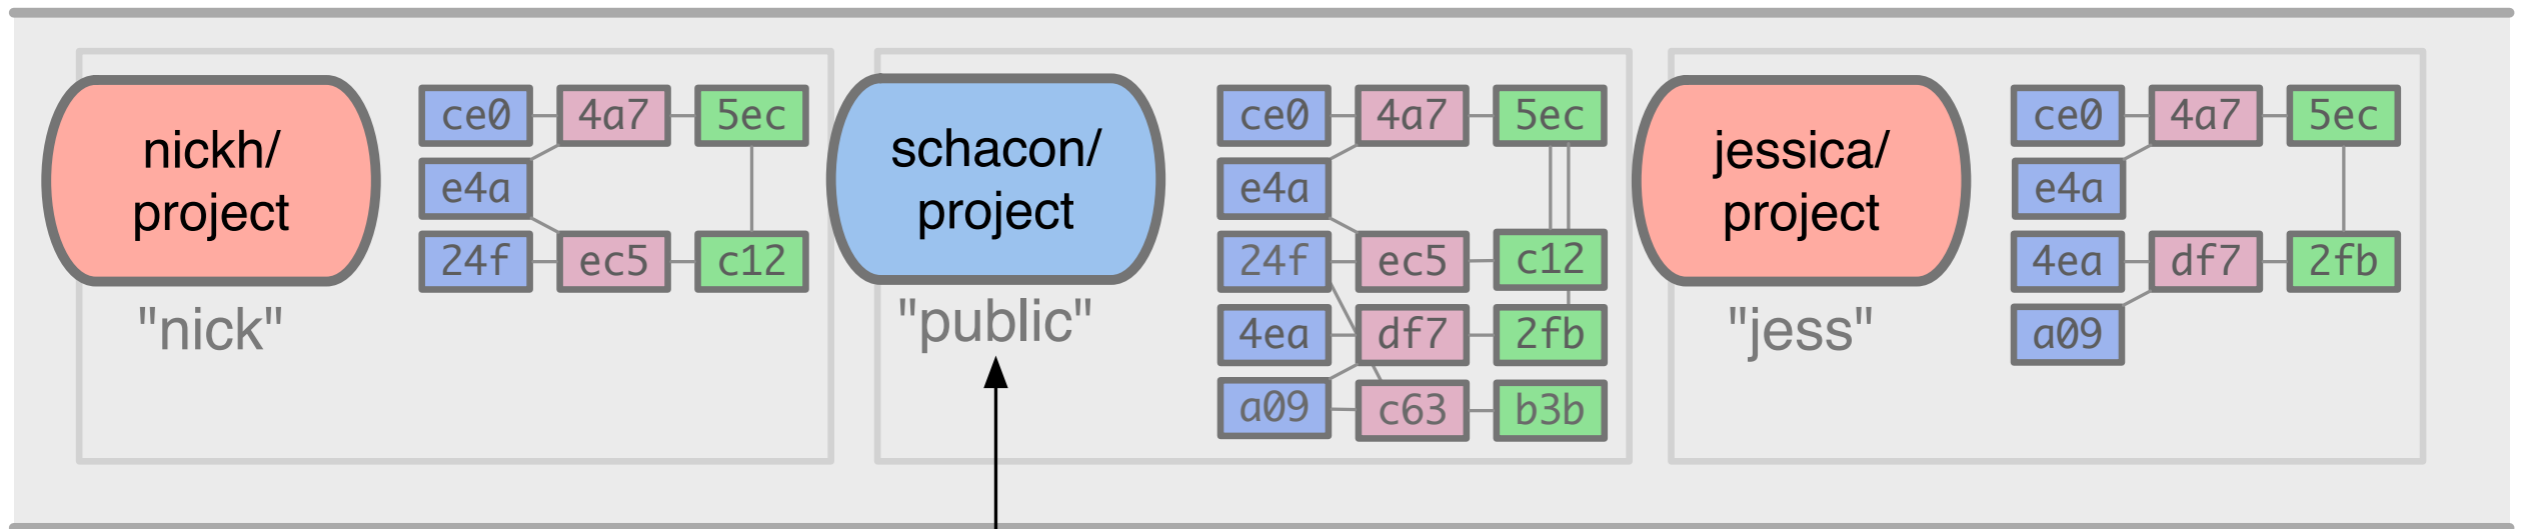 nickh/
project
"nick"
ce0 4a7 5ec
e4a
24f ec5 c12
schacon/
project
"public"
ce0 4a7 5ec
e4a
24f ec5 c12
4ea df7 2fb
a09 c63 b3b
jessica/
project
"jess"
ce0 4a7 5ec
e4a
4ea df7 2fb
a09